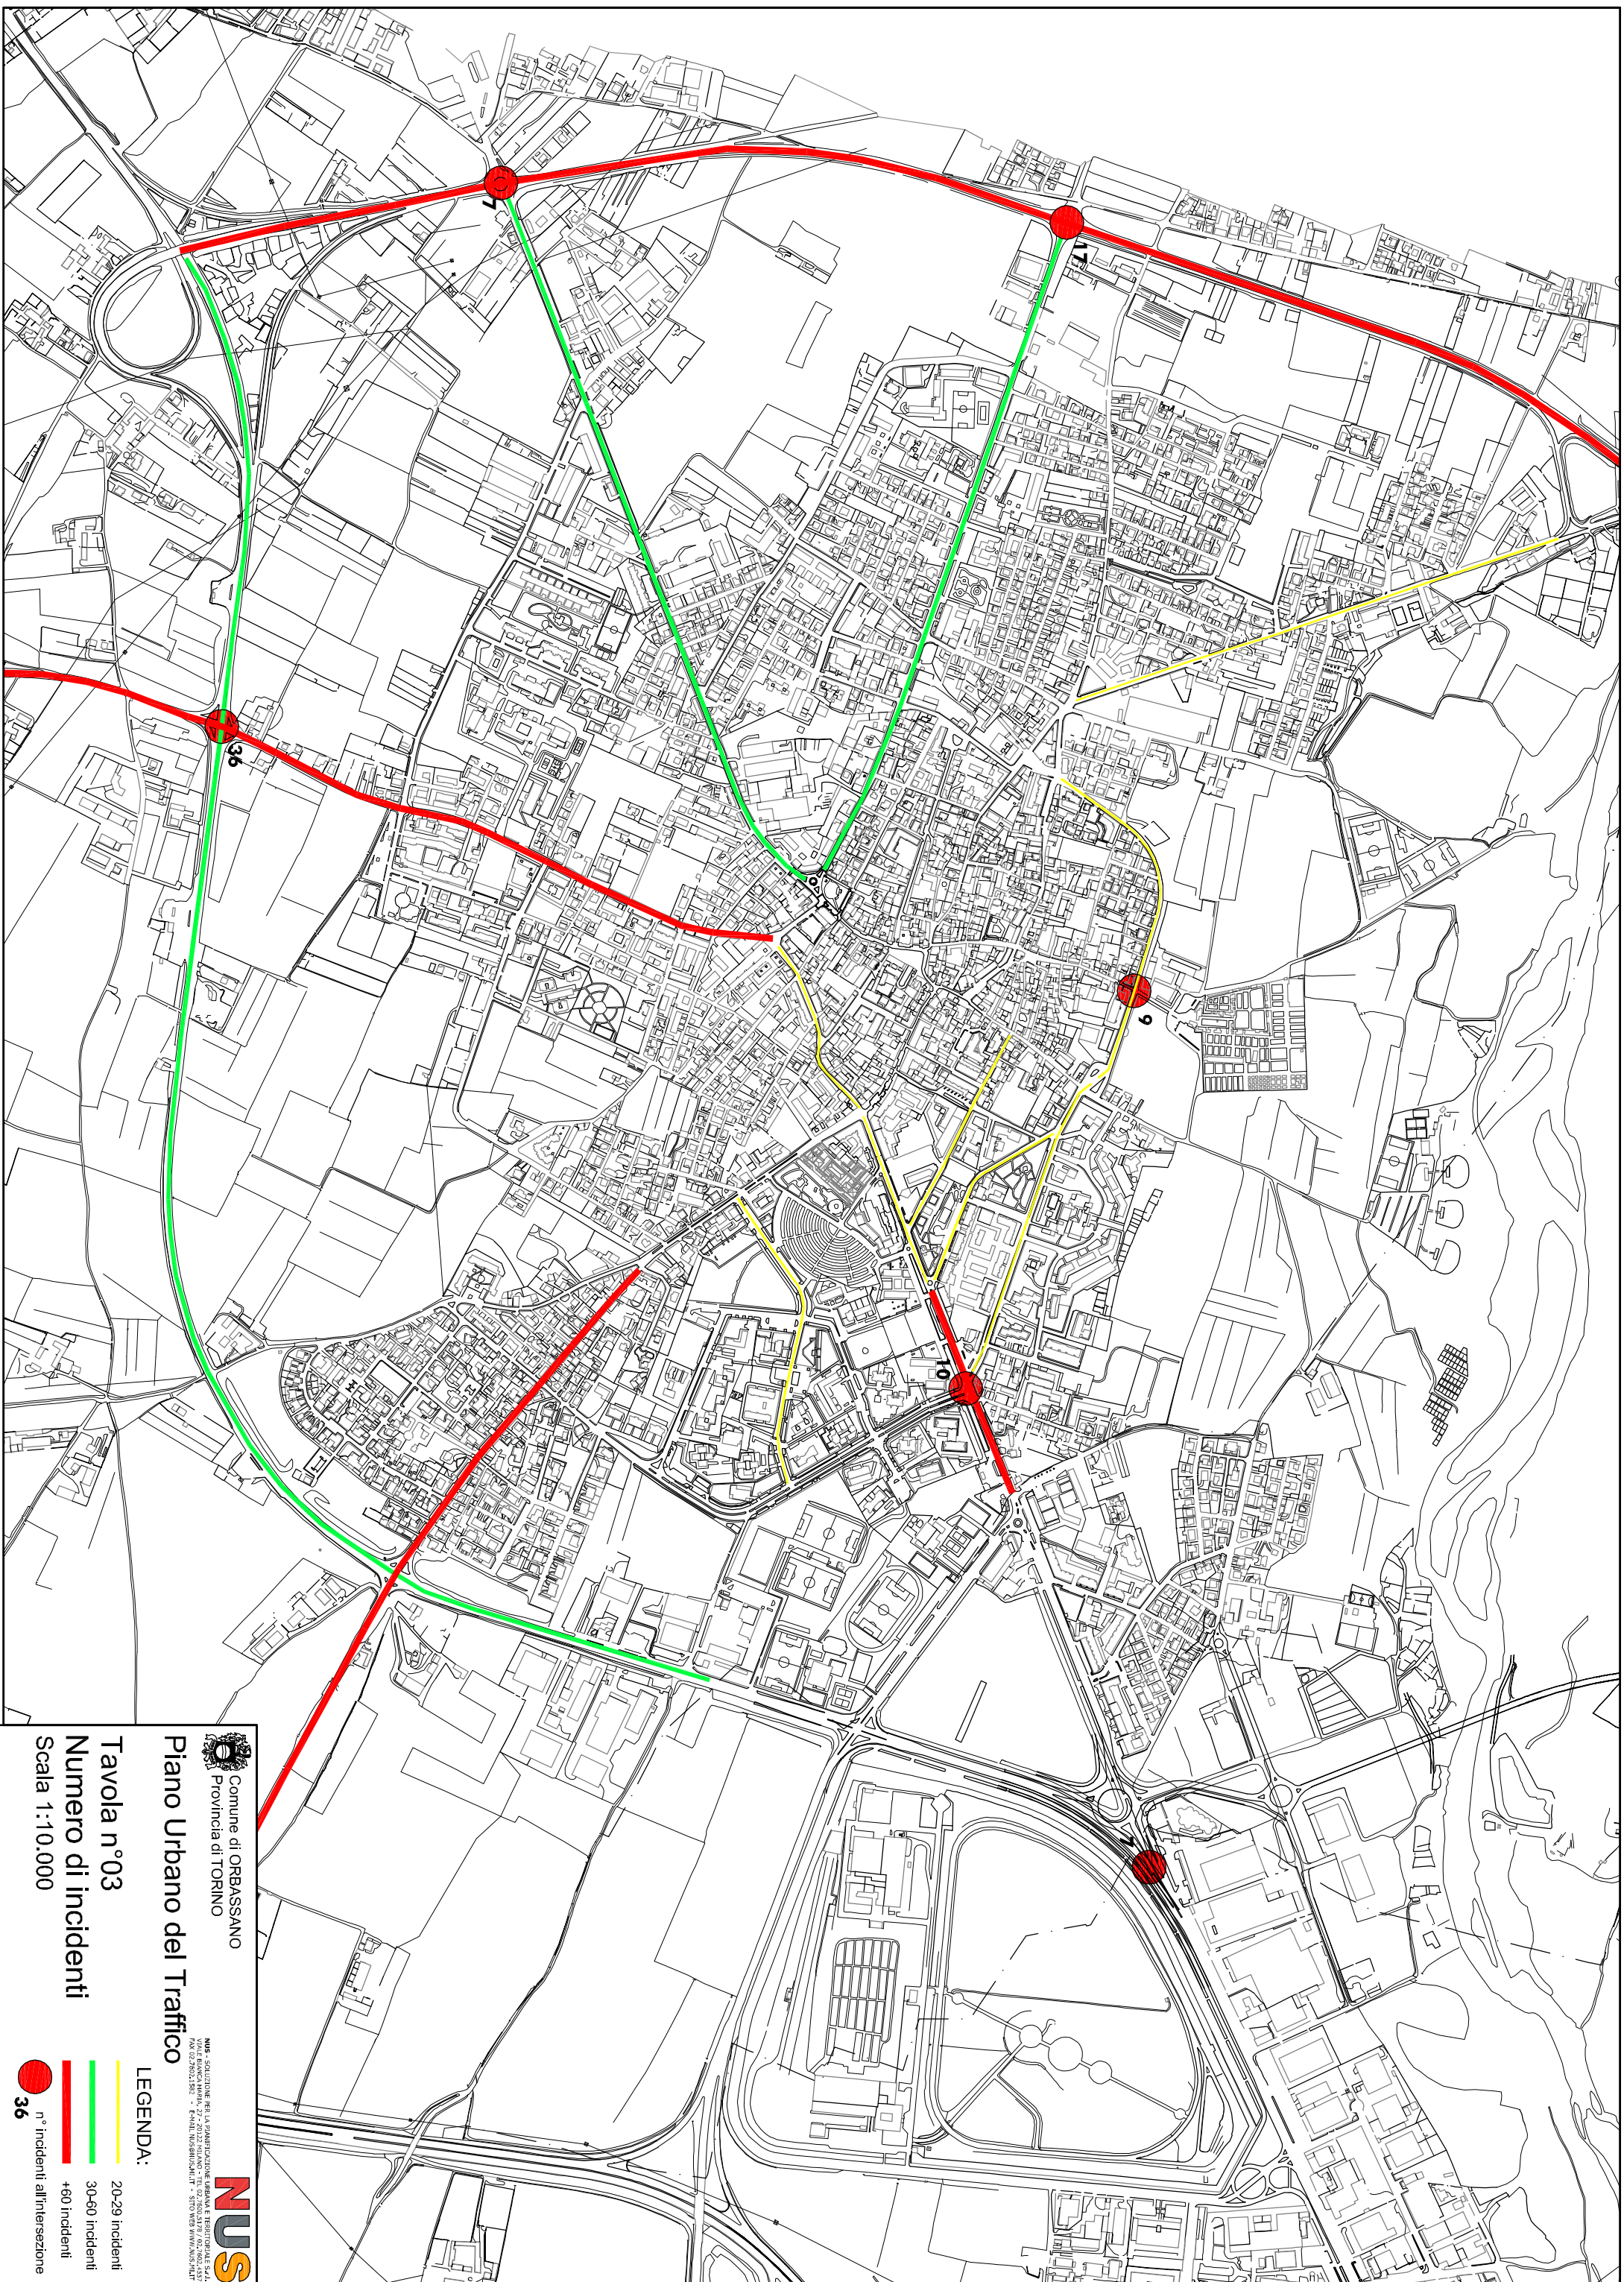 Comune di ORBASSANO
Provincia di TORINO
Piano Urbano del Traffico
Tavola n°03
Numero di incidenti
Scala 1:10.000
NUS
LEGENDA:
20-29 incidenti
30-60 incidenti
+60 incidenti
n° incidenti all'intersezione
36
7
17
36
9
10
7